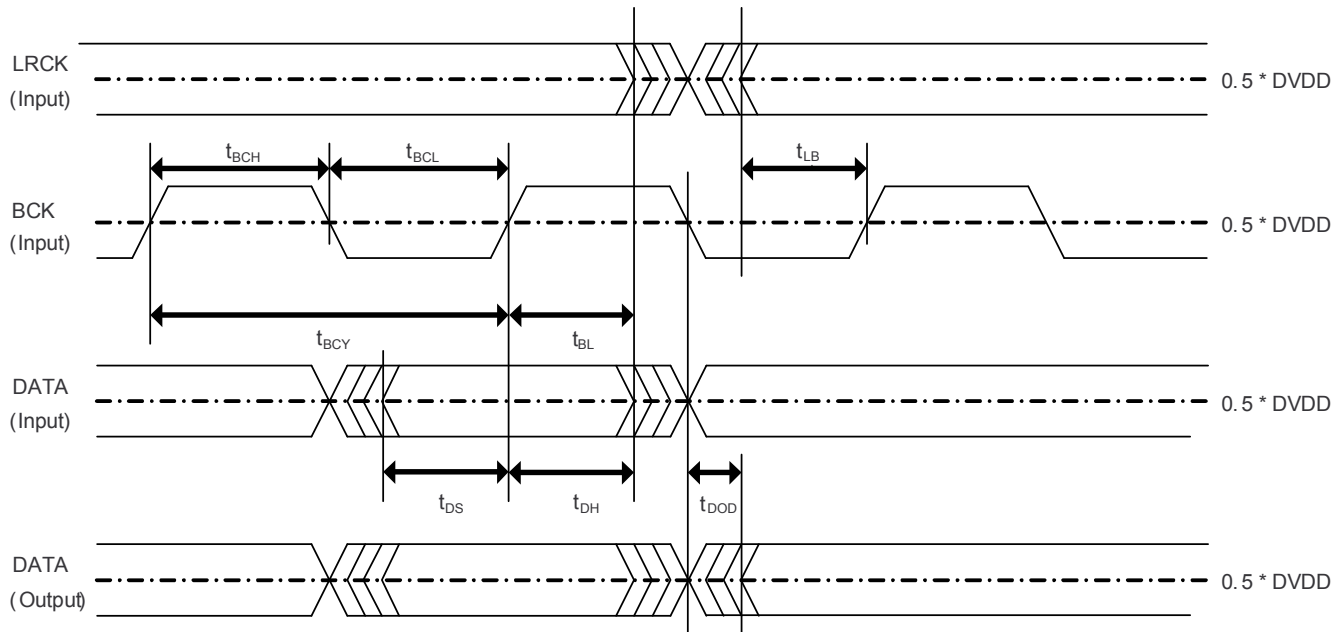 LRCK
(Input)
0.5 * DVDD
tBCH
tBCL
tLB
BCK
(Input)
0.5 * DVDD
tBCY
tBL
DATA
(Input)
0.5 * DVDD
tDS
tDH
tDOD
DATA
(Output)
0.5 * DVDD